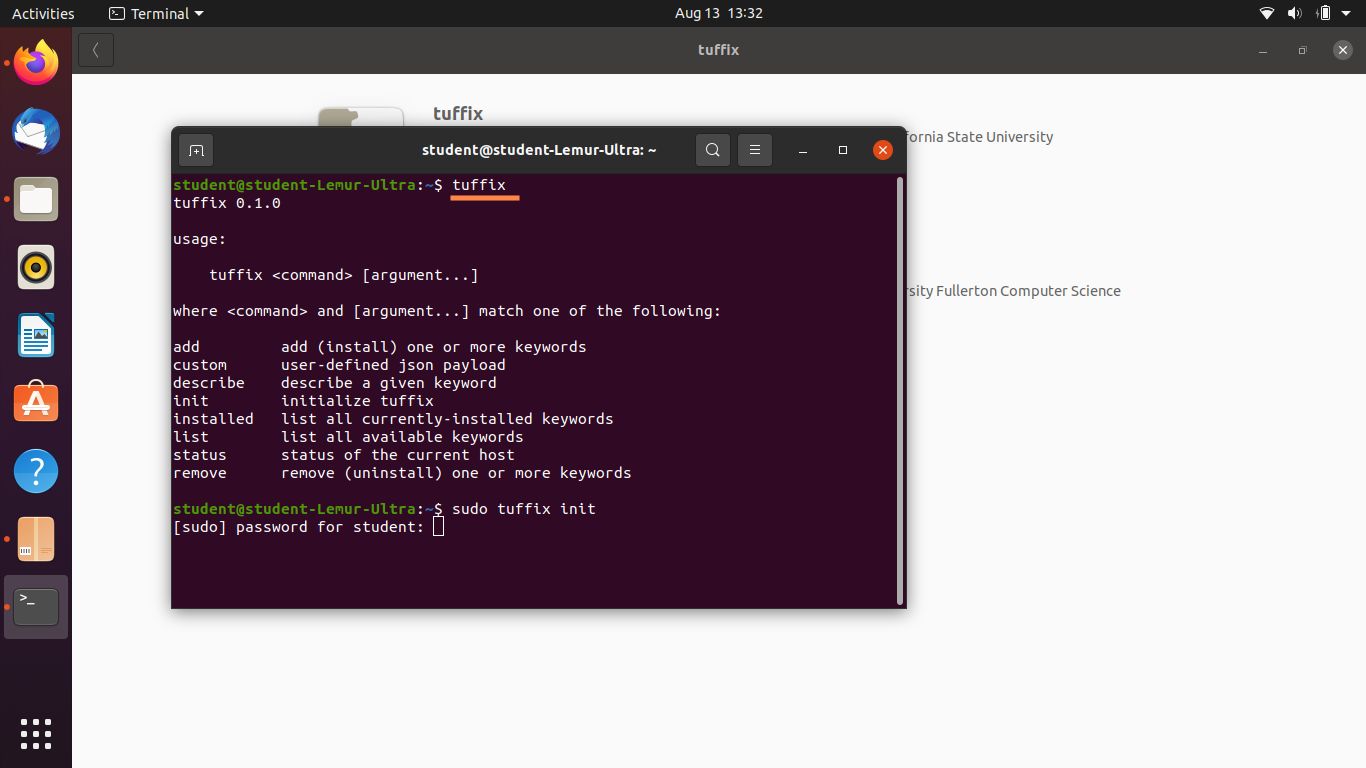 Activities
Terminal
Aug 13 13:32
tuffix
tuffix
fornia State University
rsity Fullerton Computer Science
student@student-Lemur-Ultra: ~
student@student-Lemur-Ultra:~$ tuffix
tuffix 0.1.0
usage:
tuffix <command> [argument...]
where <command> and [argument...] match one of the following:
add add (install) one or more keywords
custom user-defined json payload
describe describe a given keyword
init initialize tuffix
installed list all currently-installed keywords
list list all available keywords
status status of the current host
remove remove (uninstall) one or more keywords
student@student-Lemur-Ultra:~$ sudo tuffix init
[sudo] password for student: